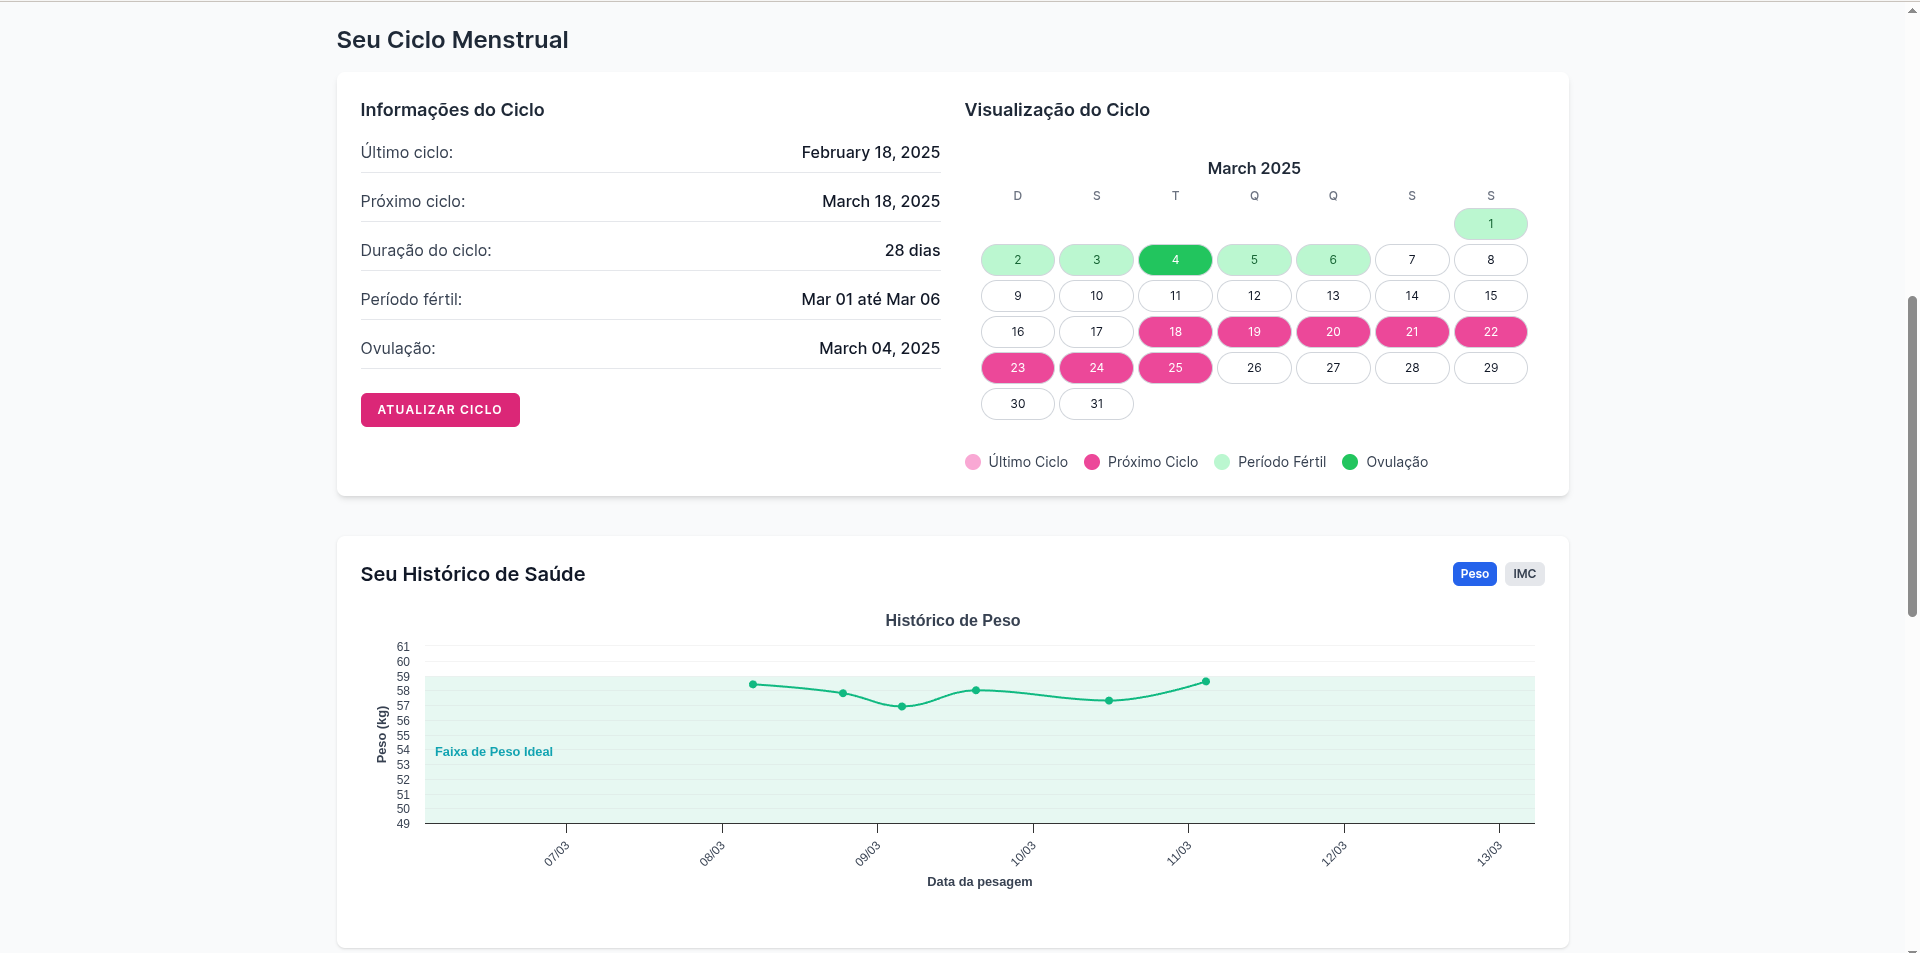 Seu Ciclo Menstrual
Informações do Ciclo
Último ciclo: February 18, 2025
Próximo ciclo: March 18, 2025
Duração do ciclo: 28 dias
Período fértil: Mar 01 até Mar 06
Ovulação: March 04, 2025
ATUALIZAR CICLO
Visualização do Ciclo
March 2025
D S T Q Q S S
1
2 3 4 5 6 7 8
9 10 11 12 13 14 15
16 17 18 19 20 21 22
23 24 25 26 27 28 29
30 31
Último Ciclo Próximo Ciclo Período Fértil Ovulação
Seu Histórico de Saúde
Peso IMC
Histórico de Peso
61
60
59
58
57
56
55
54
53
52
51
50
49
Peso (kg)
Faixa de Peso Ideal
07/03 08/03 09/03 10/03 11/03 12/03 13/03
Data da pesagem